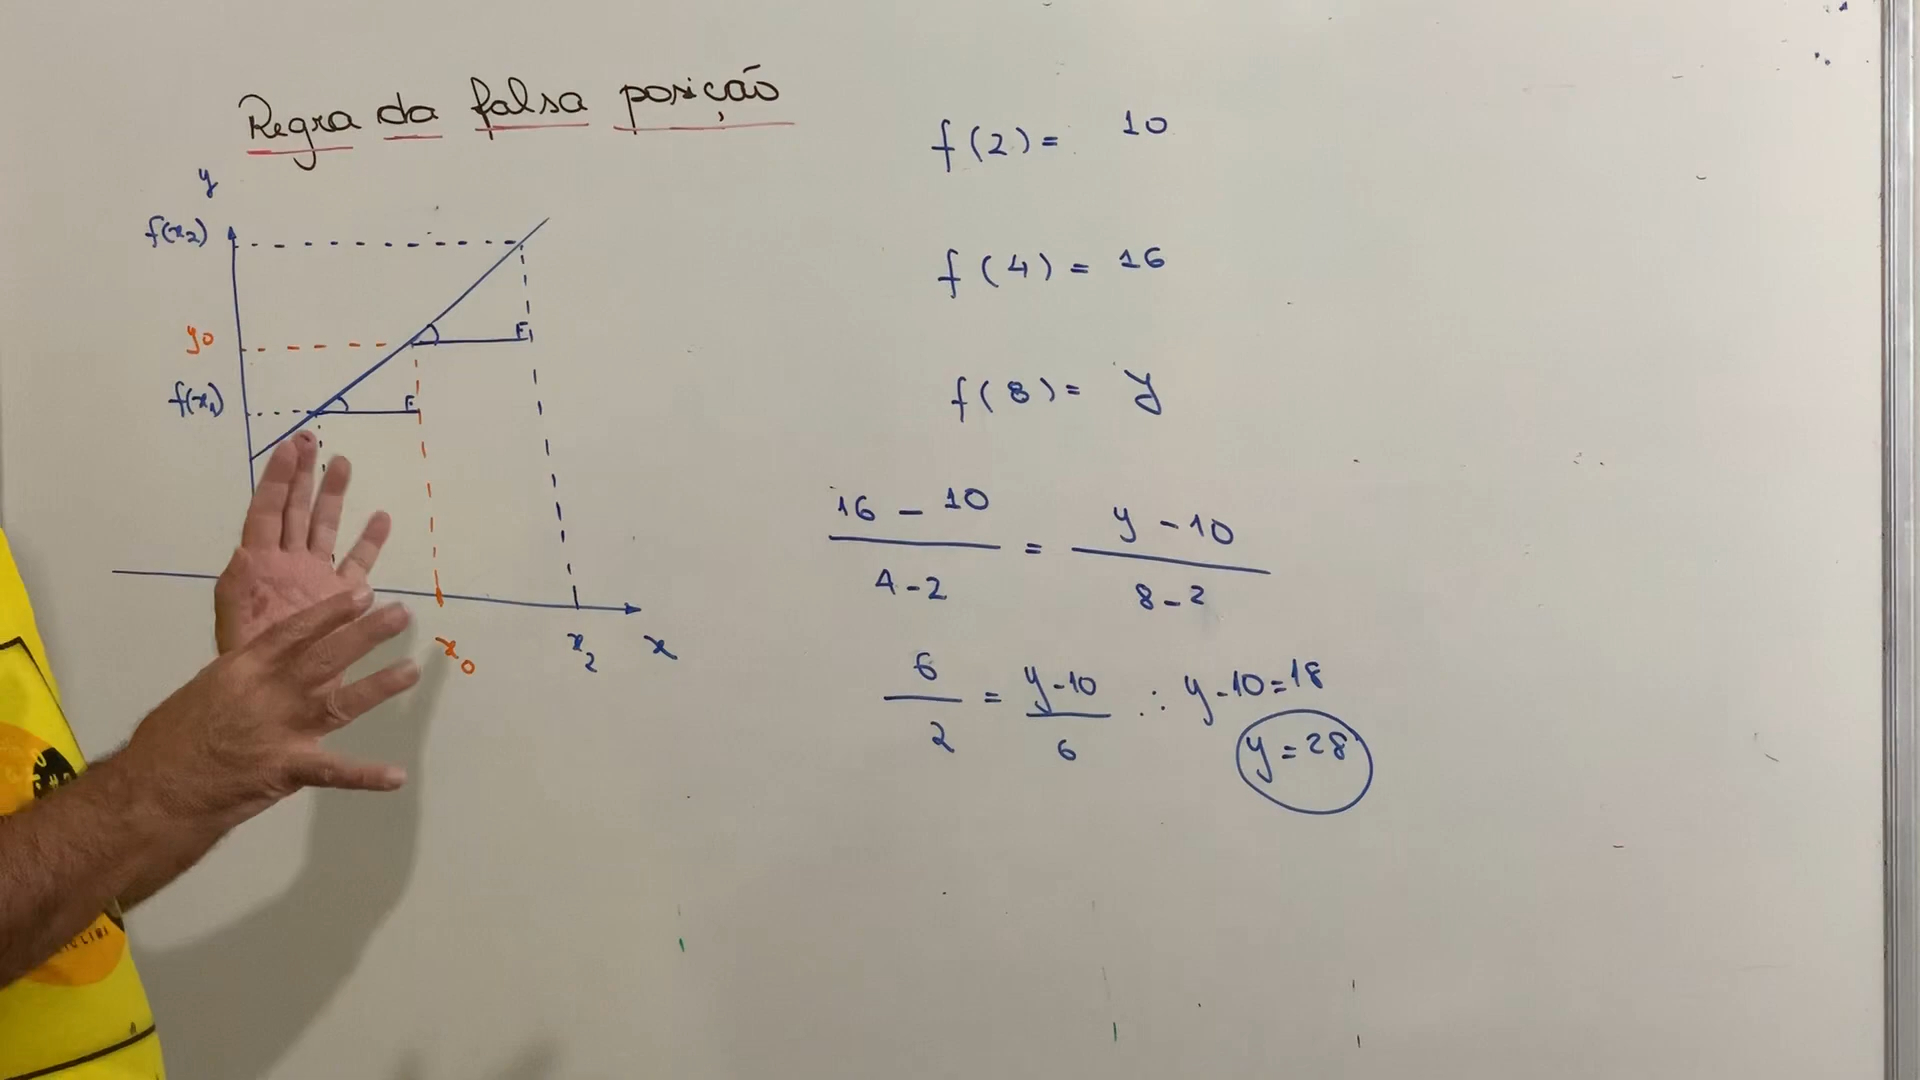 Regra da falsa posição
y
f(x₂)
y₀
f(x₁)
x₀
x₂
x
f(2) = 10
f(4) = 16
f(8) = y
16 - 10 / 4 - 2 = y - 10 / 8 - 2
6 / 2 = y - 10 / 6 ∴ y - 10 = 18
y = 28